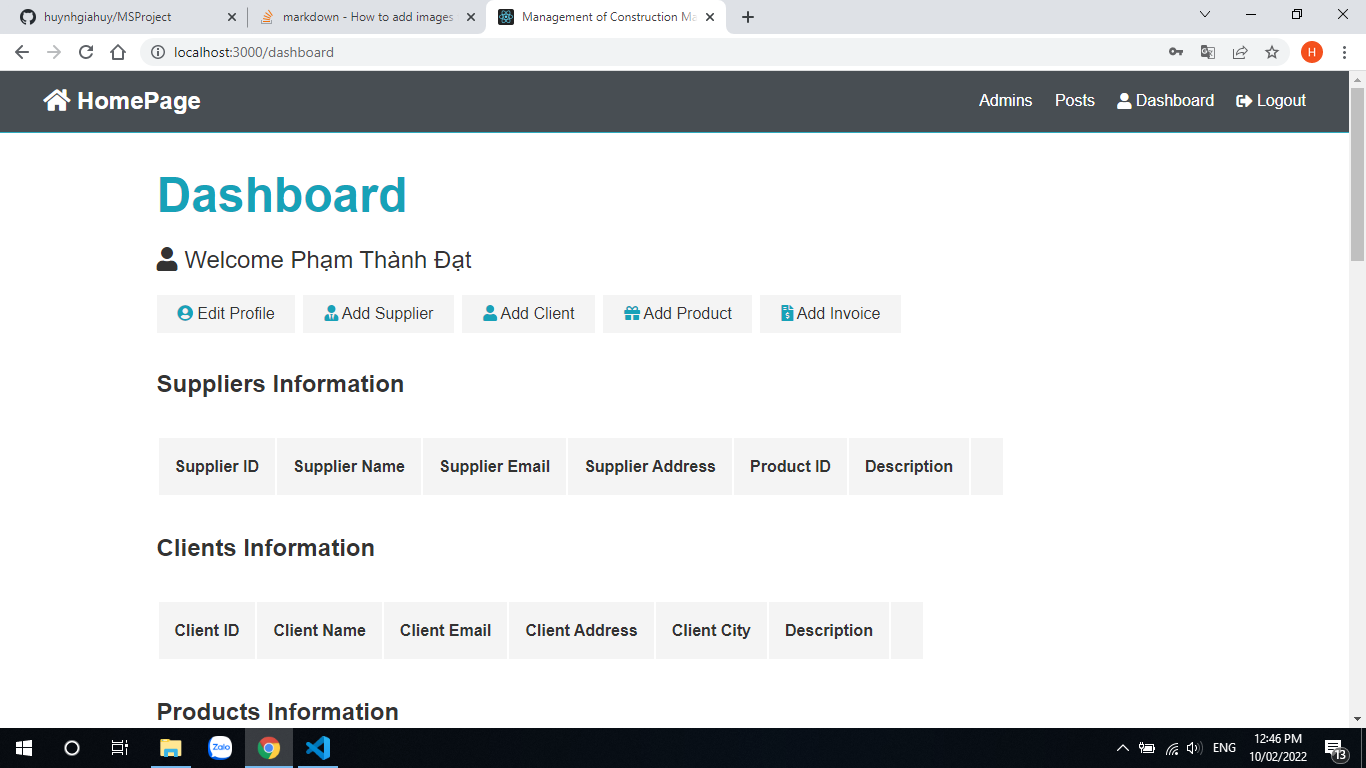 huynhgiahuy/MSProject
markdown - How to add images
Management of Construction Ma
localhost:3000/dashboard
H
HomePage
Admins Posts Dashboard Logout
Dashboard
Welcome Phạm Thành Đạt
Edit Profile Add Supplier Add Client Add Product Add Invoice
Suppliers Information
Supplier ID Supplier Name Supplier Email Supplier Address Product ID Description
Clients Information
Client ID Client Name Client Email Client Address Client City Description
Products Information
Zalo
ENG
12:46 PM
10/02/2022
13